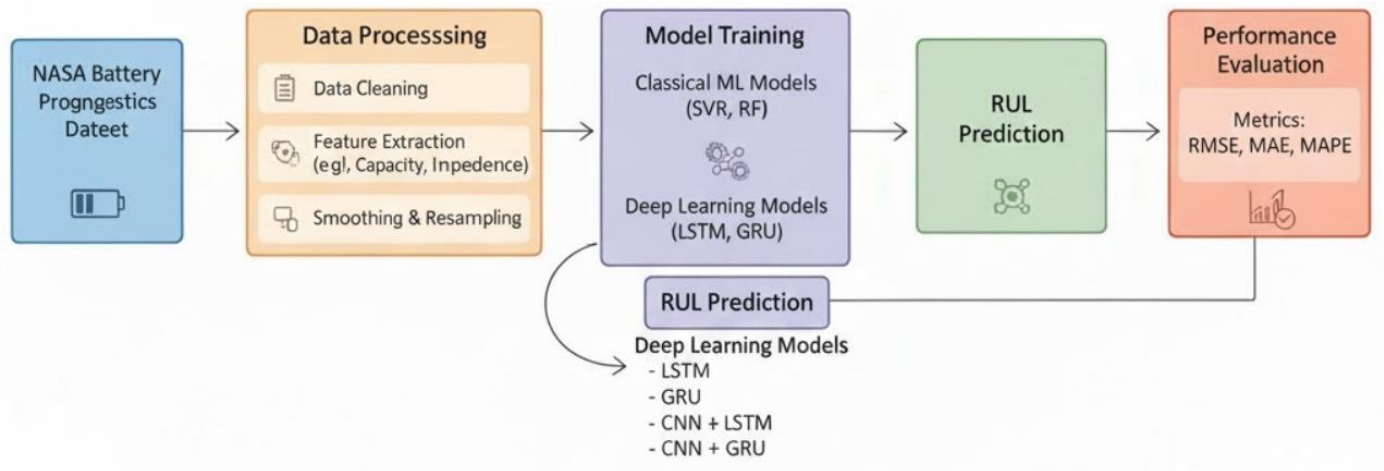 NASA Battery
Progngestics
Dateet
Data Processsing
Data Cleaning
Feature Extraction
(egl, Capacity, Inpedence)
Smoothing & Resampling
Model Training
Classical ML Models
(SVR, RF)
Deep Learning Models
(LSTM, GRU)
RUL
Prediction
Performance
Evaluation
Metrics:
RMSE, MAE, MAPE
RUL Prediction
Deep Learning Models
- LSTM
- GRU
- CNN + LSTM
- CNN + GRU